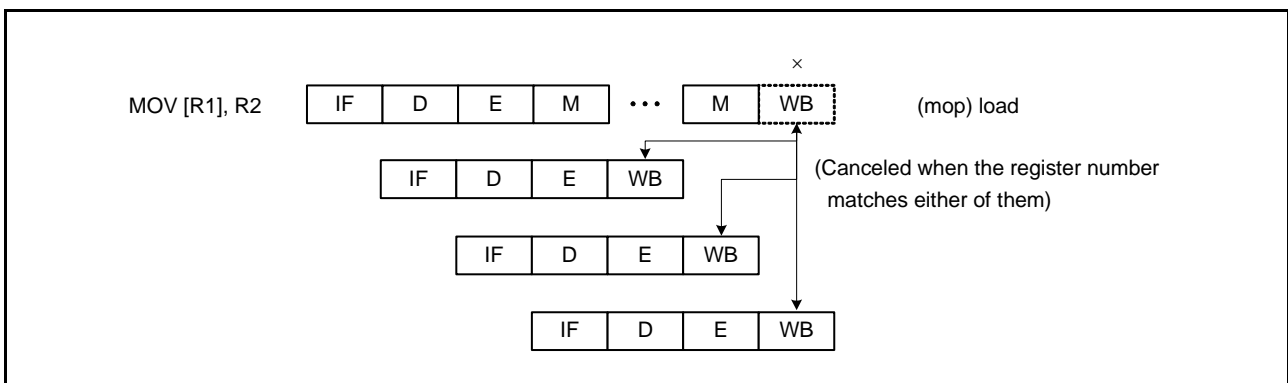 ×
MOV [R1], R2 IF D E M • • • M WB (mop) load
IF D E WB (Canceled when the register number
matches either of them)
IF D E WB
IF D E WB